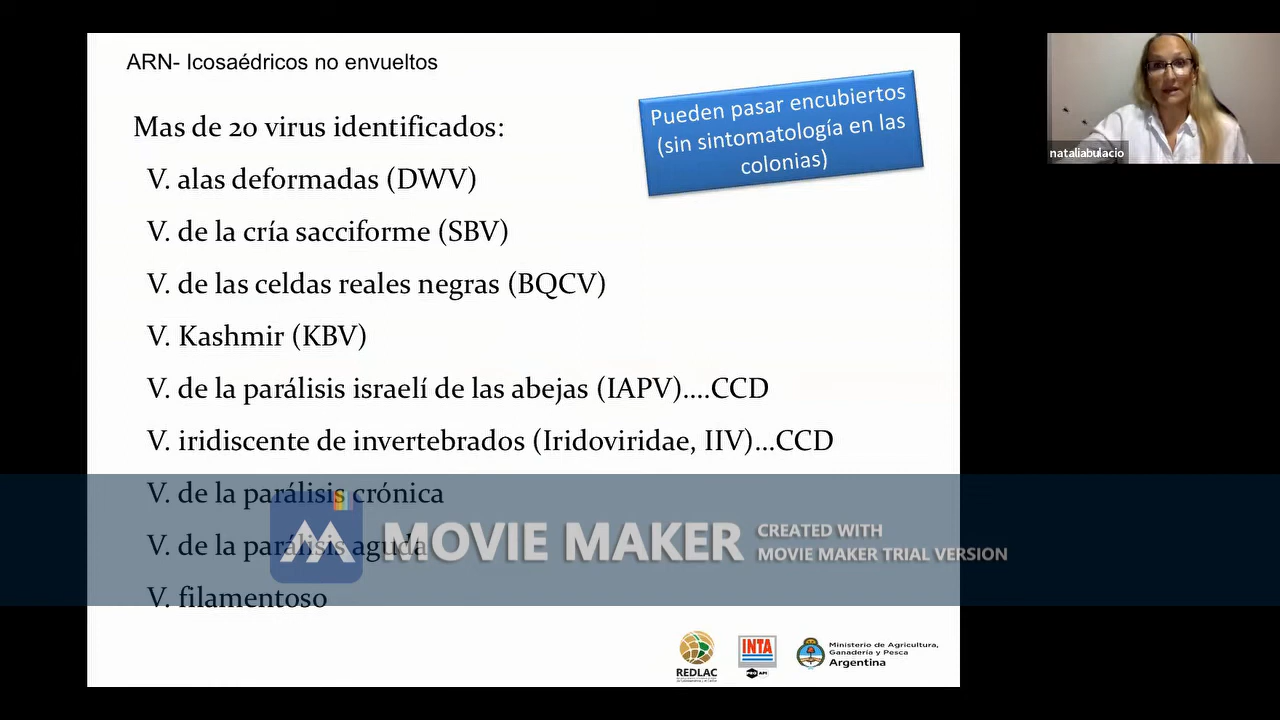 ARN- Icosaédricos no envueltos
Pueden pasar encubiertos
(sin sintomatología en las
colonias)
Mas de 20 virus identificados:
V. alas deformadas (DWV)
V. de la cría sacciforme (SBV)
V. de las celdas reales negras (BQCV)
V. Kashmir (KBV)
V. de la parálisis israelí de las abejas (IAPV)....CCD
V. iridiscente de invertebrados (Iridoviridae, IIV)...CCD
V. de la parálisis crónica
V. de la parálisis aguda
V. filamentoso
nataliabulacio
MOVIE MAKER
CREATED WITH
MOVIE MAKER TRIAL VERSION
REDLAC
INTA
PROAPI
Ministerio de Agricultura,
Ganadería y Pesca
Argentina